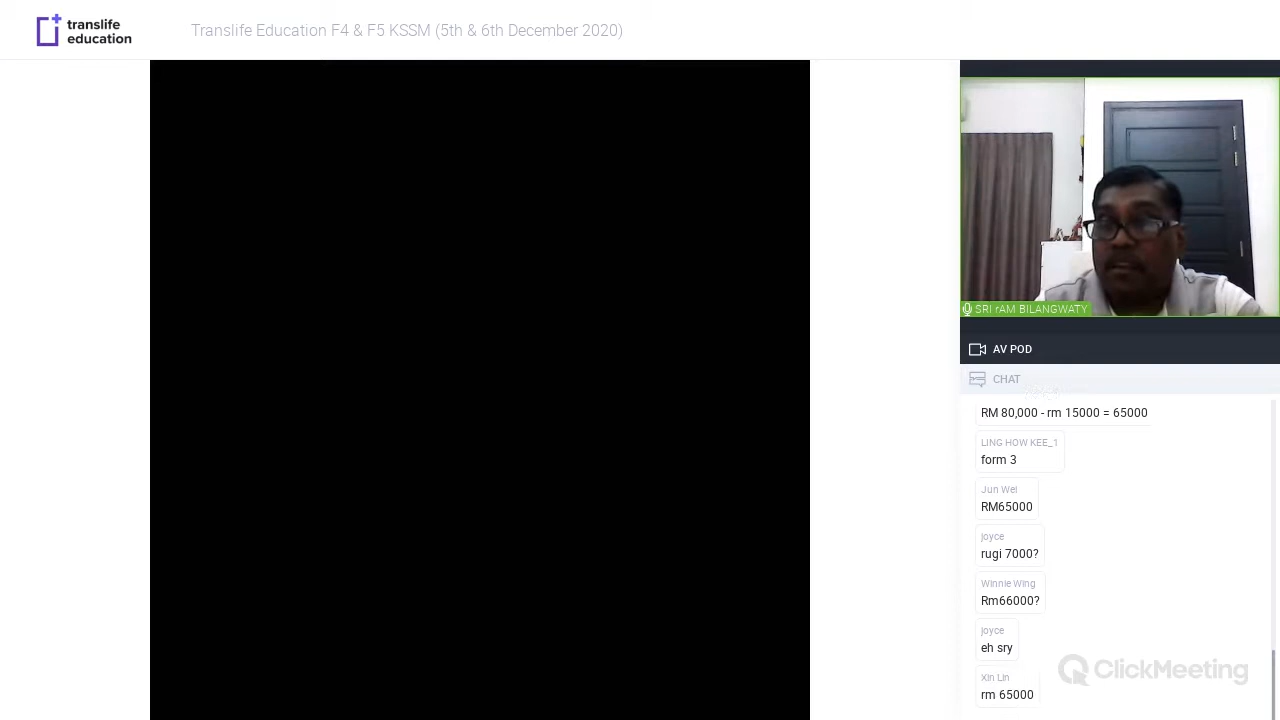 translife
education
Translife Education F4 & F5 KSSM (5th & 6th December 2020)
SRI rAM BILANGWATY
AV POD
CHAT
RM 80,000 - rm 15000 = 65000
LING HOW KEE_1
form 3
Jun Wei
RM65000
joyce
rugi 7000?
Winnie Wing
Rm66000?
joyce
eh sry
Xin Lin
rm 65000
ClickMeeting